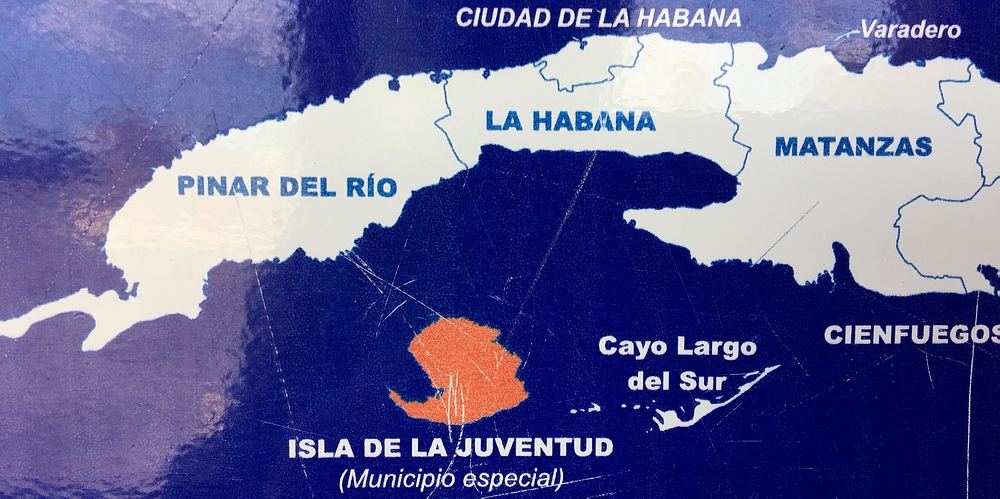 CIUDAD DE LA HABANA
Varadero
LA HABANA
MATANZAS
PINAR DEL RÍO
CIENFUEGOS
Cayo Largo
del Sur
ISLA DE LA JUVENTUD
(Municipio especial)